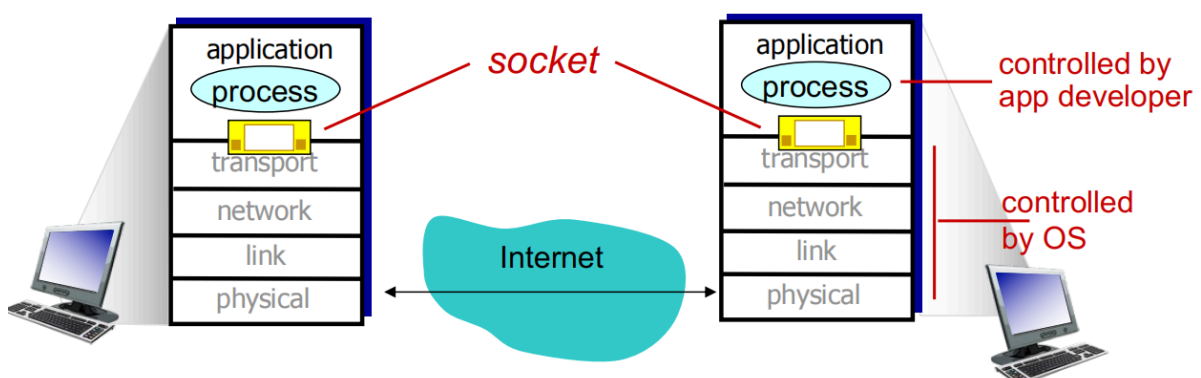 application
process
transport
network
link
physical
socket
Internet
application
process
transport
network
link
physical
controlled by
app developer
controlled
by OS